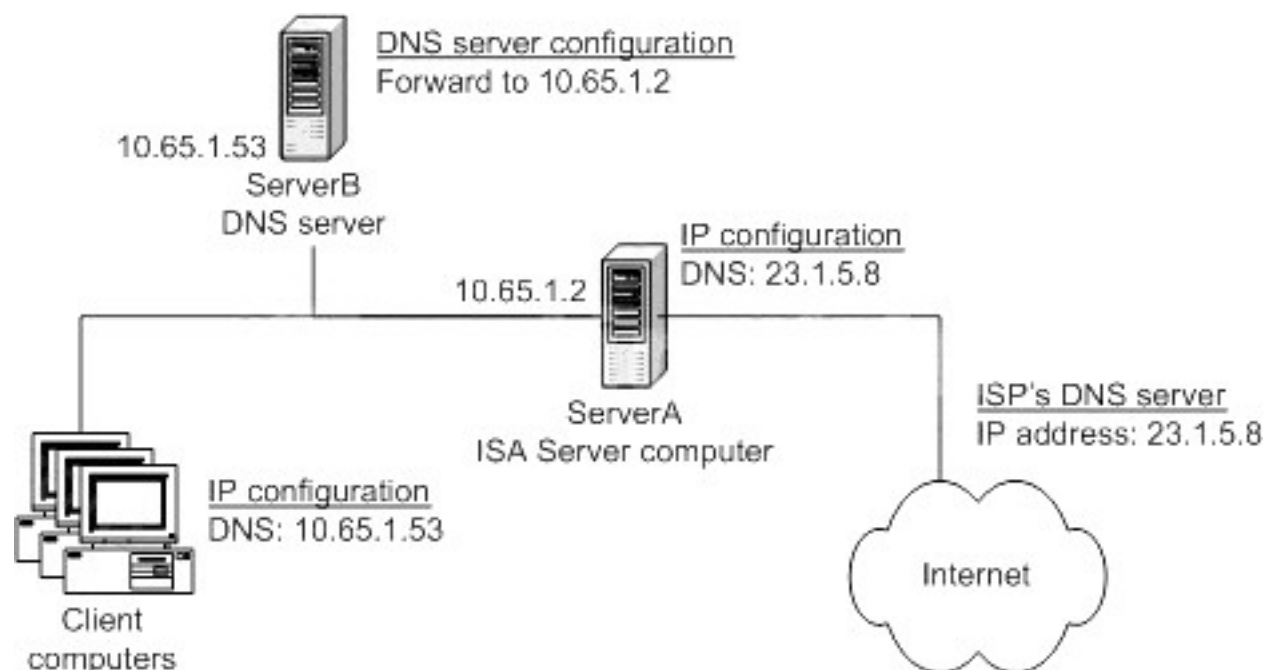 DNS server configuration
Forward to 10.65.1.2
10.65.1.53
ServerB
DNS server
IP configuration
DNS: 23.1.5.8
10.65.1.2
ServerA
ISA Server computer
ISP's DNS server
IP address: 23.1.5.8
IP configuration
DNS: 10.65.1.53
Internet
Client
computers